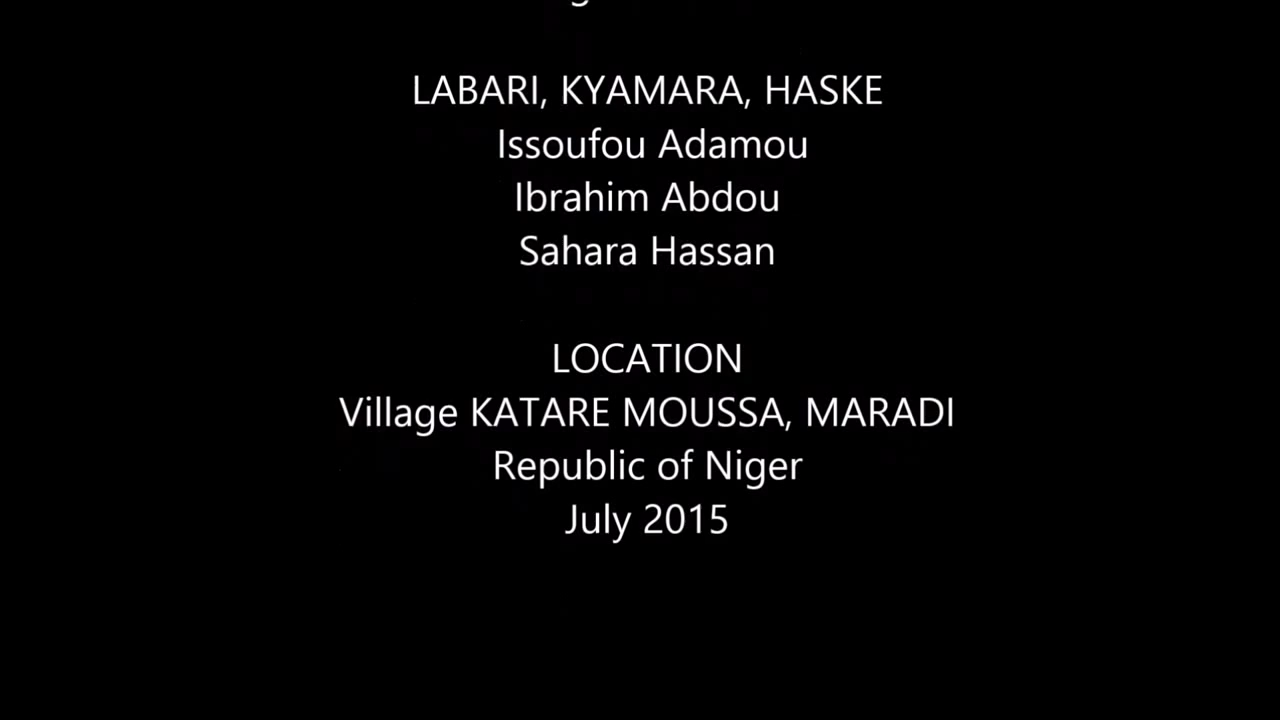 LABARI, KYAMARA, HASKE
Issoufou Adamou
Ibrahim Abdou
Sahara Hassan
LOCATION
Village KATARE MOUSSA, MARADI
Republic of Niger
July 2015